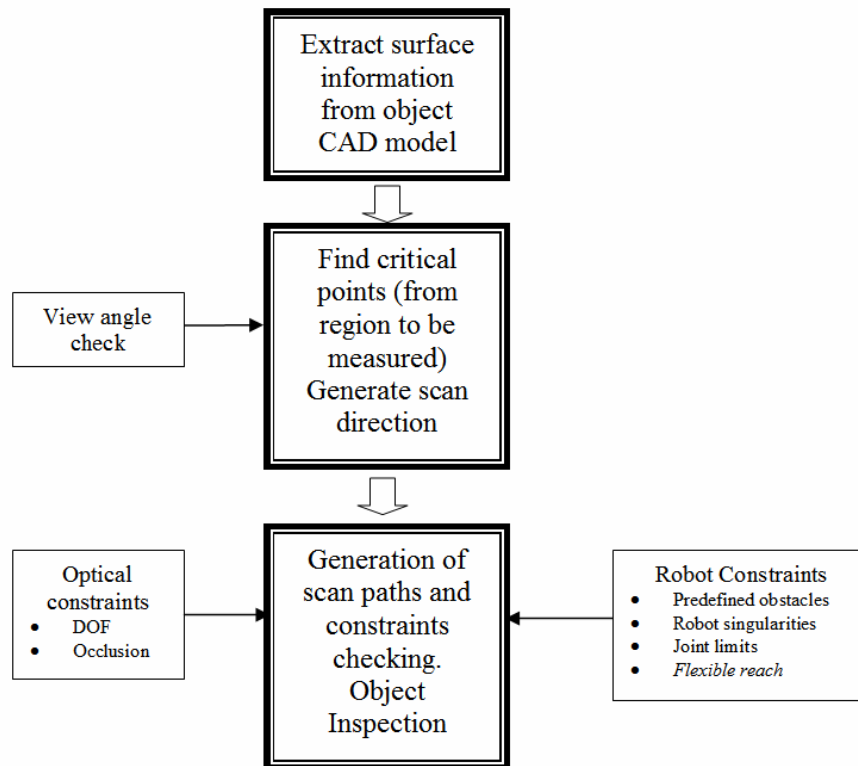 Extract surface
information
from object
CAD model
Find critical
points (from
region to be
measured)
Generate scan
direction
View angle
check
Generation of
scan paths and
constraints
checking.
Object
Inspection
Optical
constraints
• DOF
• Occlusion
Robot Constraints
• Predefined obstacles
• Robot singularities
• Joint limits
• Flexible reach